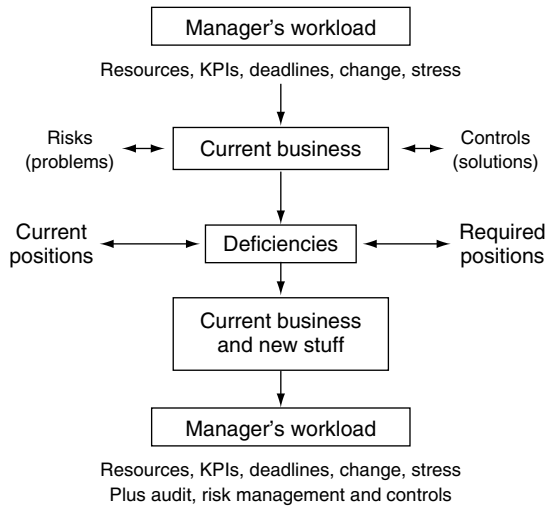 Manager's workload
Resources, KPIs, deadlines, change, stress
Risks
(problems)
Current business
Controls
(solutions)
Current
positions
Deficiencies
Required
positions
Current business
and new stuff
Manager's workload
Resources, KPIs, deadlines, change, stress
Plus audit, risk management and controls